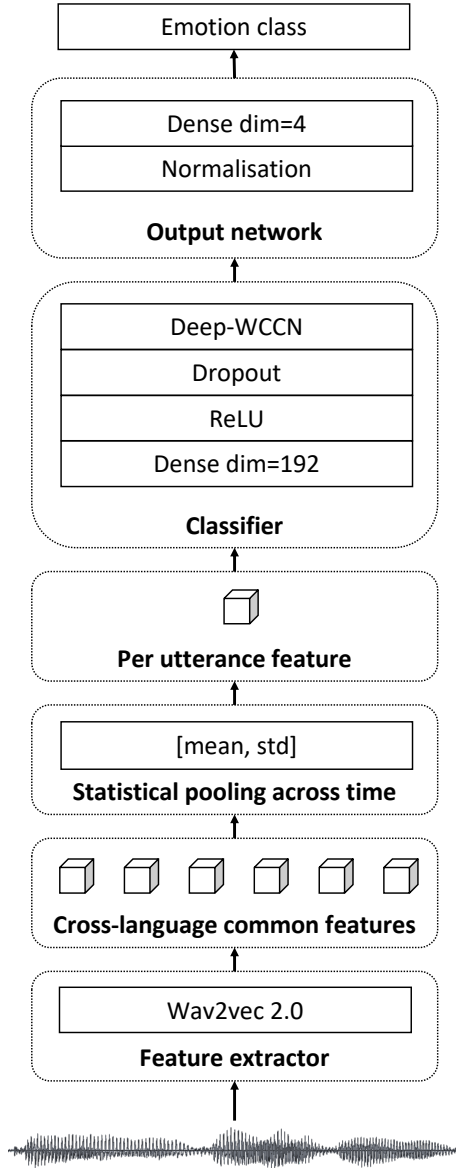 Emotion class
Dense dim=4
Normalisation
Output network
Deep-WCCN
Dropout
ReLU
Dense dim=192
Classifier
Per utterance feature
[mean, std]
Statistical pooling across time
Cross-language common features
Wav2vec 2.0
Feature extractor